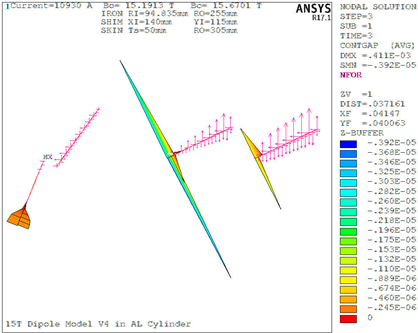 1 Current=10930 A Bo= 15.1913 T Bc= 15.6701 T
IRON RI=94.835mm RO=255mm
SHIM XI=140mm YI=115mm
SKIN Ts=50mm RO=305mm
ANSYS
R17.1
NODAL SOLUTION
STEP=3
SUB =1
TIME=3
CONTGAP (AVG)
DMX =.411E-03
SMN =-.392E-05
NFOR
ZV =1
DIST=.037161
XF =.04147
YF =.040063
Z-BUFFER
-.392E-05
-.368E-05
-.346E-05
-.325E-05
-.303E-05
-.282E-05
-.260E-05
-.239E-05
-.218E-05
-.196E-05
-.175E-05
-.153E-05
-.132E-05
-.110E-05
-.889E-06
-.674E-06
-.460E-06
-.245E-06
0
MX
15T Dipole Model V4 in AL Cylinder